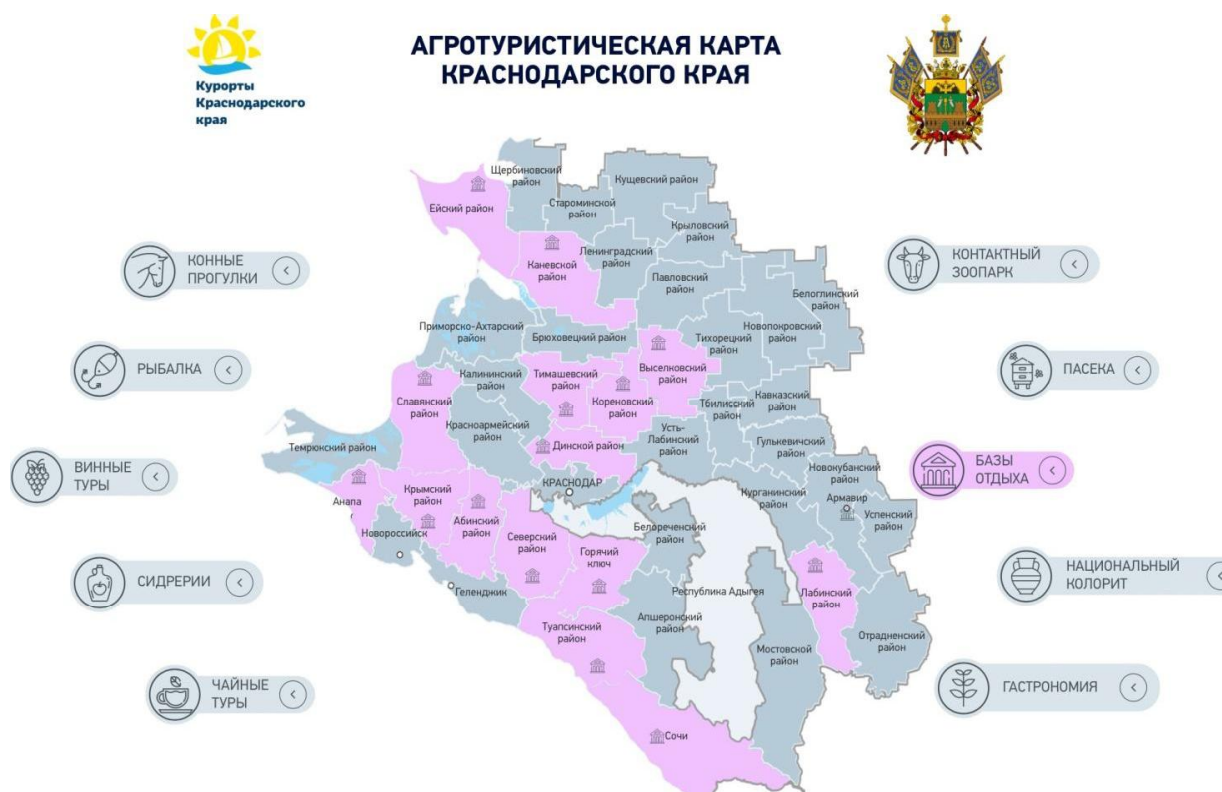 АГРОТУРИСТИЧЕСКАЯ КАРТА
КРАСНОДАРСКОГО КРАЯ
Курорты
Краснодарского
края
Щербиновский
район
Кущевский район
Ейский район
Староминской
район
Крыловский
район
Ленинградский
район
Каневской
район
Павловский
район
Белоглинский
район
Приморско-Ахтарский
район
Брюховецкий район
Тихорецкий
район
Новопокровский
район
Калининский
район
Тимашевский
район
Выселковский
район
Славянский
район
Кореновский
район
Тбилисский
район
Кавказский
район
Красноармейский
район
Усть-
Лабинский
район
Гулькевичский
район
Темрюкский район
Динской район
Новокубанский
район
КРАСНОДАР
Курганинский
район
Армавир
Успенский
район
Анапа
Крымский
район
Абинский
район
Северский
район
Горячий
ключ
Белореченский
район
Новороссийск
Геленджик
Республика Адыгея
Лабинский
район
Туапсинский
район
Апшеронский
район
Мостовской
район
Отрадненский
район
Сочи
КОННЫЕ
ПРОГУЛКИ
РЫБАЛКА
ВИННЫЕ
ТУРЫ
СИДРЕРИИ
ЧАЙНЫЕ
ТУРЫ
КОНТАКТНЫЙ
ЗООПАРК
ПАСЕКА
БАЗЫ
ОТДЫХА
НАЦИОНАЛЬНЫЙ
КОЛОРИТ
ГАСТРОНОМИЯ